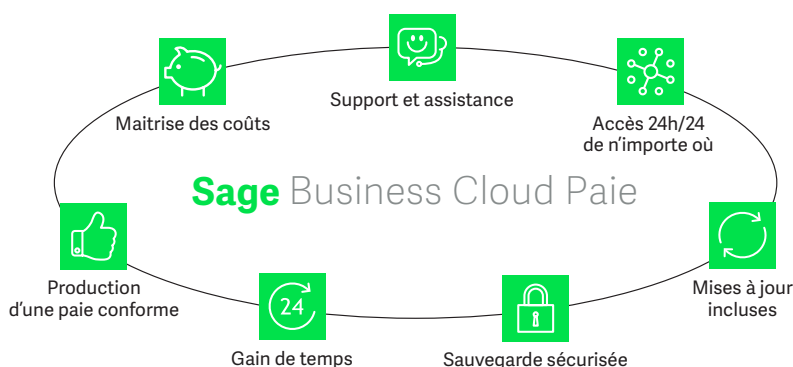 Support et assistance
Maitrise des coûts
Accès 24h/24
de n’importe où
Sage Business Cloud Paie
Production
d’une paie conforme
24
Mises à jour
incluses
Gain de temps
Sauvegarde sécurisée